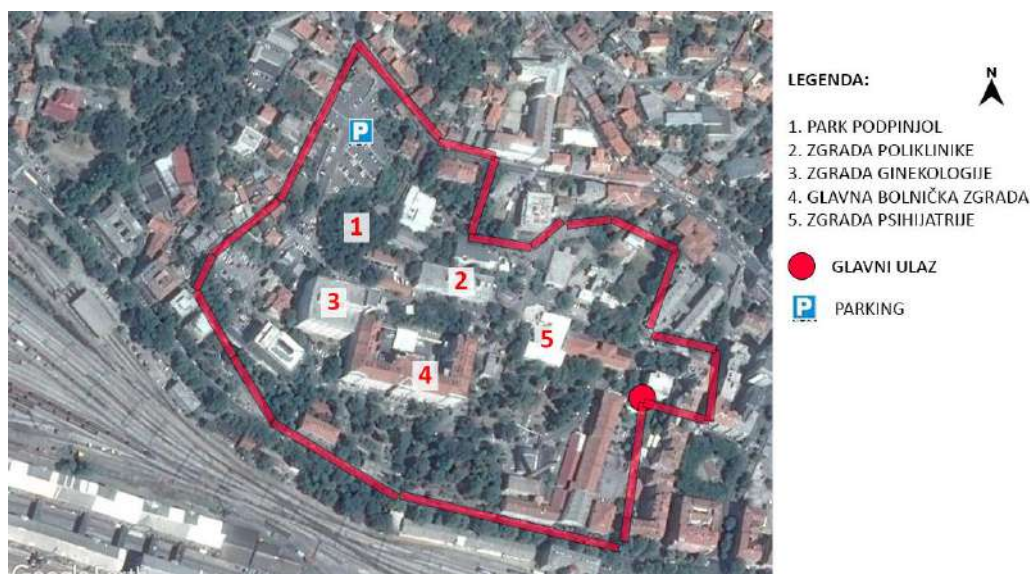 P
1
2
3
5
4
LEGENDA:
N
1. PARK PODPINJOL
2. ZGRADA POLIKLINIKE
3. ZGRADA GINEKOLOGIJE
4. GLAVNA BOLNIČKA ZGRADA
5. ZGRADA PSIHIJATRIJE
GLAVNI ULAZ
P PARKING